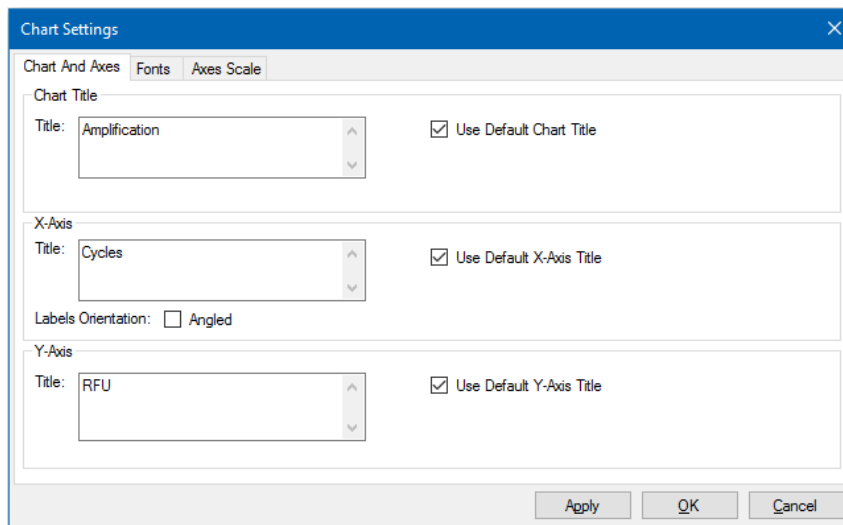 Chart Settings
Chart And Axes Fonts Axes Scale
Chart Title
Title: Amplification Use Default Chart Title
X-Axis
Title: Cycles Use Default X-Axis Title
Labels Orientation: Angled
Y-Axis
Title: RFU Use Default Y-Axis Title
Apply OK Cancel